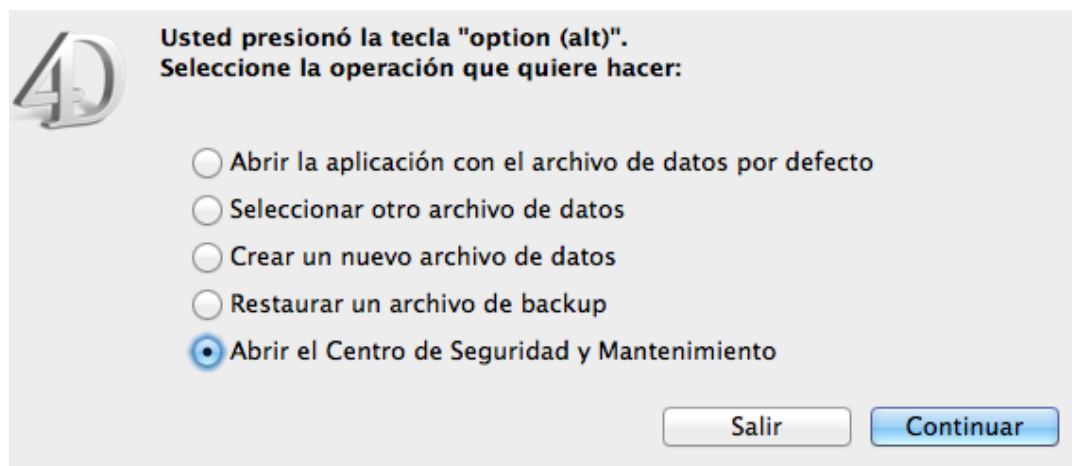 4D
Usted presionó la tecla "option (alt)".
Seleccione la operación que quiere hacer:
Abrir la aplicación con el archivo de datos por defecto
Seleccionar otro archivo de datos
Crear un nuevo archivo de datos
Restaurar un archivo de backup
Abrir el Centro de Seguridad y Mantenimiento
Salir
Continuar